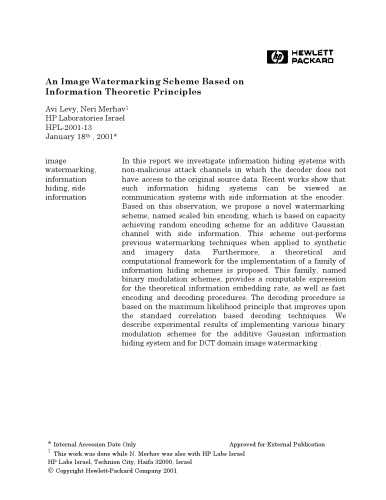 hp HEWLETT
PACKARD
An Image Watermarking Scheme Based on
Information Theoretic Principles
Avi Levy, Neri Merhav¹
HP Laboratories Israel
HPL-2001-13
January 18th , 2001*
image
watermarking,
information
hiding, side
information
In this report we investigate information hiding systems with
non-malicious attack channels in which the decoder does not
have access to the original source data. Recent works show that
such information hiding systems can be viewed as
communication systems with side information at the encoder.
Based on this observation, we propose a novel watermarking
scheme, named scaled bin encoding, which is based on capacity
achieving random encoding scheme for an additive Gaussian
channel with side information. This scheme out-performs
previous watermarking techniques when applied to synthetic
and imagery data. Furthermore, a theoretical and
computational framework for the implementation of a family of
information hiding schemes is proposed. This family, named
binary modulation schemes, provides a computable expression
for the theoretical information embedding rate, as well as fast
encoding and decoding procedures. The decoding procedure is
based on the maximum likelihood principle that improves upon
the standard correlation based decoding techniques. We
describe experimental results of implementing various binary
modulation schemes for the additive Gaussian information
hiding system and for DCT domain image watermarking .
* Internal Accession Date Only Approved for External Publication
¹ This work was done while N. Merhav was also with HP Labs Israel
HP Labs Israel, Technion City, Haifa 32000, Israel
© Copyright Hewlett-Packard Company 2001